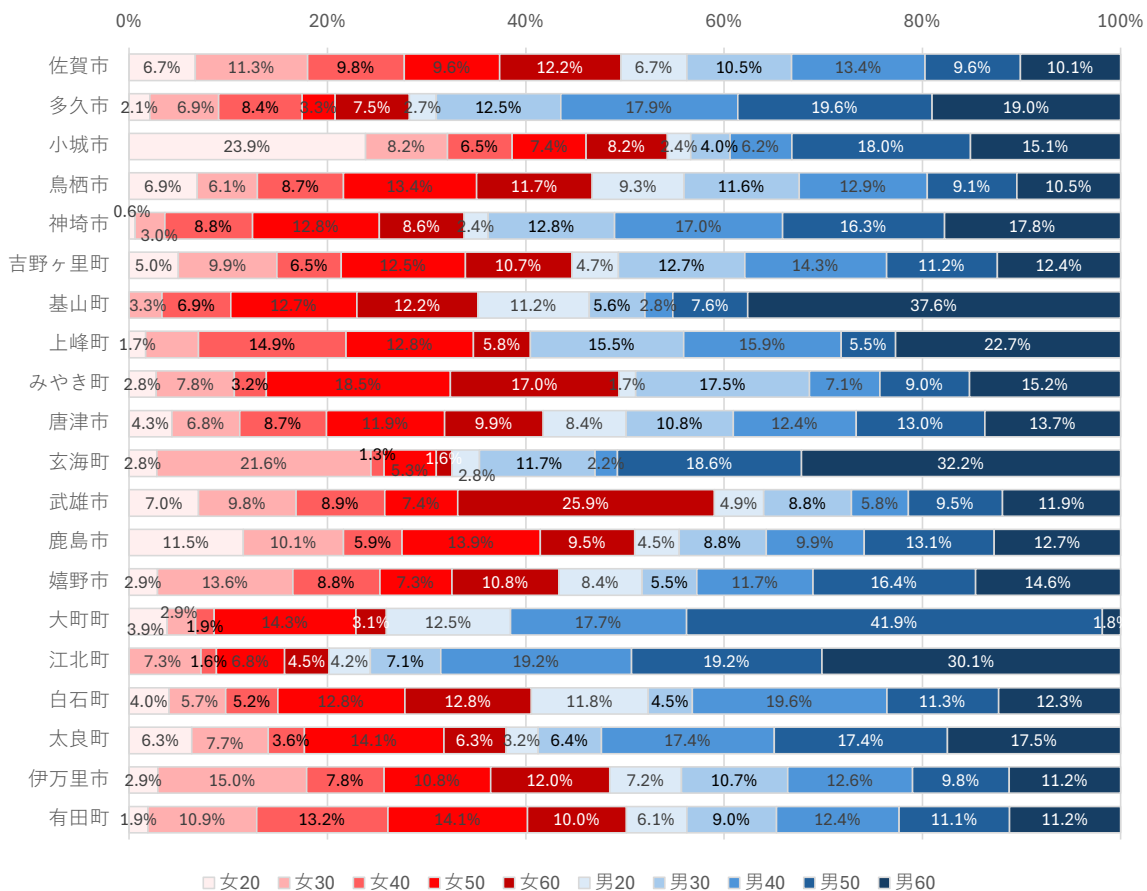 0% 20% 40% 60% 80% 100%
佐賀市 6.7% 11.3% 9.8% 9.6% 12.2% 6.7% 10.5% 13.4% 9.6% 10.1%
多久市 2.1% 6.9% 8.4% 3.3% 7.5% 2.7% 12.5% 17.9% 19.6% 19.0%
小城市 23.9% 8.2% 6.5% 7.4% 8.2% 2.4% 4.0% 6.2% 18.0% 15.1%
鳥栖市 6.9% 6.1% 8.7% 13.4% 11.7% 9.3% 11.6% 12.9% 9.1% 10.5%
神埼市 0.6% 3.0% 8.8% 12.8% 8.6% 2.4% 12.8% 17.0% 16.3% 17.8%
吉野ヶ里町 5.0% 9.9% 6.5% 12.5% 10.7% 4.7% 12.7% 14.3% 11.2% 12.4%
基山町 3.3% 6.9% 12.7% 12.2% 11.2% 5.6% 2.8% 7.6% 37.6%
上峰町 1.7% 14.9% 12.8% 5.8% 15.5% 15.9% 5.5% 22.7%
みやき町 2.8% 7.8% 3.2% 18.5% 17.0% 1.7% 17.5% 7.1% 9.0% 15.2%
唐津市 4.3% 6.8% 8.7% 11.9% 9.9% 8.4% 10.8% 12.4% 13.0% 13.7%
玄海町 2.8% 21.6% 1.3% 5.3% 1.6% 2.8% 11.7% 2.2% 18.6% 32.2%
武雄市 7.0% 9.8% 8.9% 7.4% 25.9% 4.9% 8.8% 5.8% 9.5% 11.9%
鹿島市 11.5% 10.1% 5.9% 13.9% 9.5% 4.5% 8.8% 9.9% 13.1% 12.7%
嬉野市 2.9% 13.6% 8.8% 7.3% 10.8% 8.4% 5.5% 11.7% 16.4% 14.6%
大町町 3.9% 2.9% 1.9% 14.3% 3.1% 12.5% 17.7% 41.9% 1.8%
江北町 7.3% 1.6% 6.8% 4.5% 4.2% 7.1% 19.2% 19.2% 30.1%
白石町 4.0% 5.7% 5.2% 12.8% 12.8% 11.8% 4.5% 19.6% 11.3% 12.3%
太良町 6.3% 7.7% 3.6% 14.1% 6.3% 3.2% 6.4% 17.4% 17.4% 17.5%
伊万里市 2.9% 15.0% 7.8% 10.8% 12.0% 7.2% 10.7% 12.6% 9.8% 11.2%
有田町 1.9% 10.9% 13.2% 14.1% 10.0% 6.1% 9.0% 12.4% 11.1% 11.2%
女20 女30 女40 女50 女60 男20 男30 男40 男50 男60